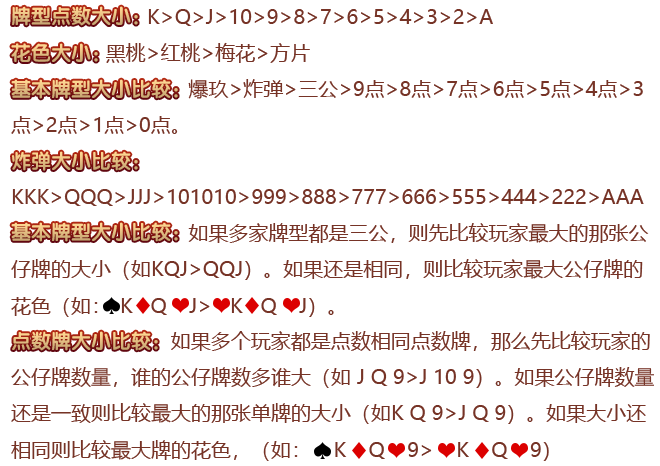 牌型点数大小: K>Q>J>10>9>8>7>6>5>4>3>2>A
花色大小: 黑桃>红桃>梅花>方片
基本牌型大小比较: 爆玖>炸弹>三公>9点>8点>7点>6点>5点>4点>3
点>2点>1点>0点。
炸弹大小比较:
KKK>QQQ>JJJ>101010>999>888>777>666>555>444>222>AAA
基本牌型大小比较: 如果多家牌型都是三公，则先比较玩家最大的那张公
仔牌的大小（如KQJ>QQJ）。如果还是相同，则比较玩家最大公仔牌的
花色（如:♠K♦Q♥J>♥K♦Q♥J）。
点数牌大小比较: 如果多个玩家都是点数相同点数牌，那么先比较玩家的
公仔牌数量，谁的公仔牌数多谁大（如 J Q 9>J 10 9）。如果公仔牌数量
还是一致则比较最大的那张单牌的大小（如K Q 9>J Q 9）。如果大小还
相同则比较最大牌的花色，（如: ♠K♦Q♥9> ♥K♦Q♥9）